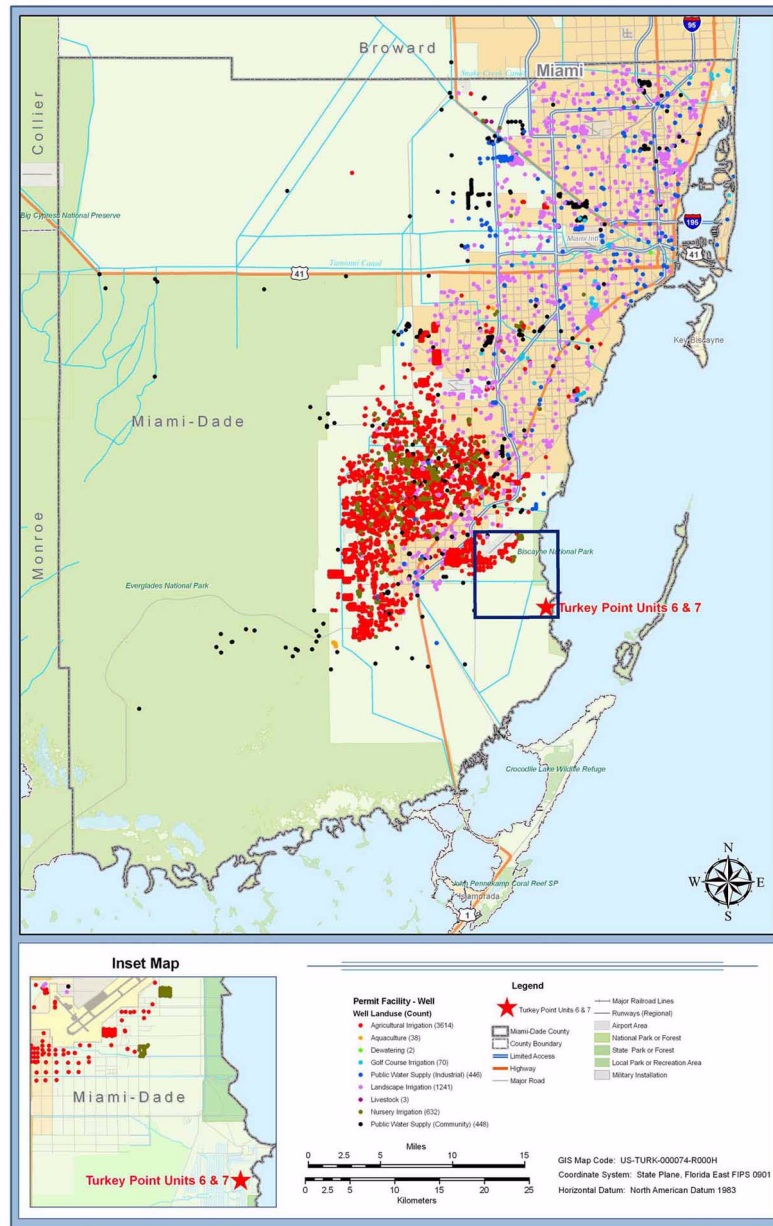 95
Broward
Miami
Snake Creek Canal
Collier
Big Cypress National Preserve
195
Miami Intl
41
Tamiami Canal
41
Key Biscayne
Miami-Dade
Monroe
Biscayne National Park
Everglades National Park
Turkey Point Units 6 & 7
Crocodile Lake Wildlife Refuge
John Pennekamp Coral Reef SP
Islamorada
1
N
W
E
S
Inset Map
Miami-Dade
Turkey Point Units 6 & 7
Legend
Permit Facility - Well
Well Landuse (Count)
Agricultural Irrigation (3614)
Aquaculture (38)
Dewatering (2)
Golf Course Irrigation (70)
Public Water Supply (Industrial) (446)
Landscape Irrigation (1241)
Livestock (3)
Nursery Irrigation (632)
Public Water Supply (Community) (448)
Turkey Point Units 6 & 7
Miami-Dade County
County Boundary
Limited Access
Highway
Major Road
Major Railroad Lines
Runways (Regional)
Airport Area
National Park or Forest
State Park or Forest
Local Park or Recreation Area
Military Installation
Miles
0 2.5 5 10 15
0 2.5 5 10 15 20 25
Kilometers
GIS Map Code: US-TURK-000074-R000H
Coordinate System: State Plane, Florida East FIPS 0901
Horizontal Datum: North American Datum 1983